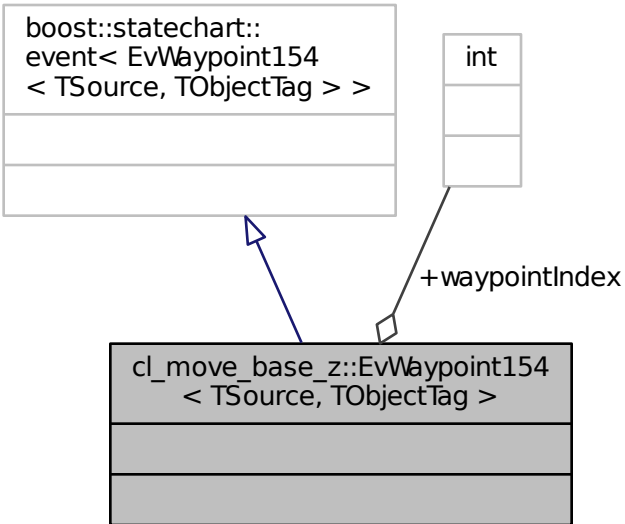 boost::statechart::
event< EvWaypoint154
< TSource, TObjectTag > >
int
+waypointIndex
cl_move_base_z::EvWaypoint154
< TSource, TObjectTag >